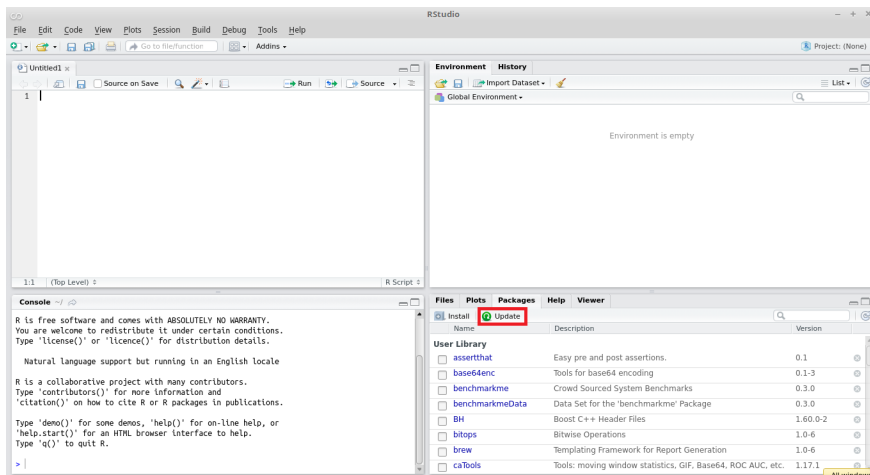 RStudio
File Edit Code View Plots Session Build Debug Tools Help
Go to file/function Addins Project: (None)
Untitled1
Source on Save Run Source
1
1:1 (Top Level) R Script
Console ~/
R is free software and comes with ABSOLUTELY NO WARRANTY.
You are welcome to redistribute it under certain conditions.
Type 'license()' or 'licence()' for distribution details.
Natural language support but running in an English locale
R is a collaborative project with many contributors.
Type 'contributors()' for more information and
'citation()' on how to cite R or R packages in publications.
Type 'demo()' for some demos, 'help()' for on-line help, or
'help.start()' for an HTML browser interface to help.
Type 'q()' to quit R.
>
Environment History
Import Dataset List
Global Environment
Environment is empty
Files Plots Packages Help Viewer
Install Update
Name Description Version
User Library
assertthat Easy pre and post assertions. 0.1
base64enc Tools for base64 encoding 0.1-3
benchmarkme Crowd Sourced System Benchmarks 0.3.0
benchmarkmeData Data Set for the 'benchmarkme' Package 0.3.0
BH Boost C++ Header Files 1.60.0-2
bitops Bitwise Operations 1.0-6
brew Templating Framework for Report Generation 1.0-6
caTools Tools: moving window statistics, GIF, Base64, ROC AUC, etc. 1.17.1